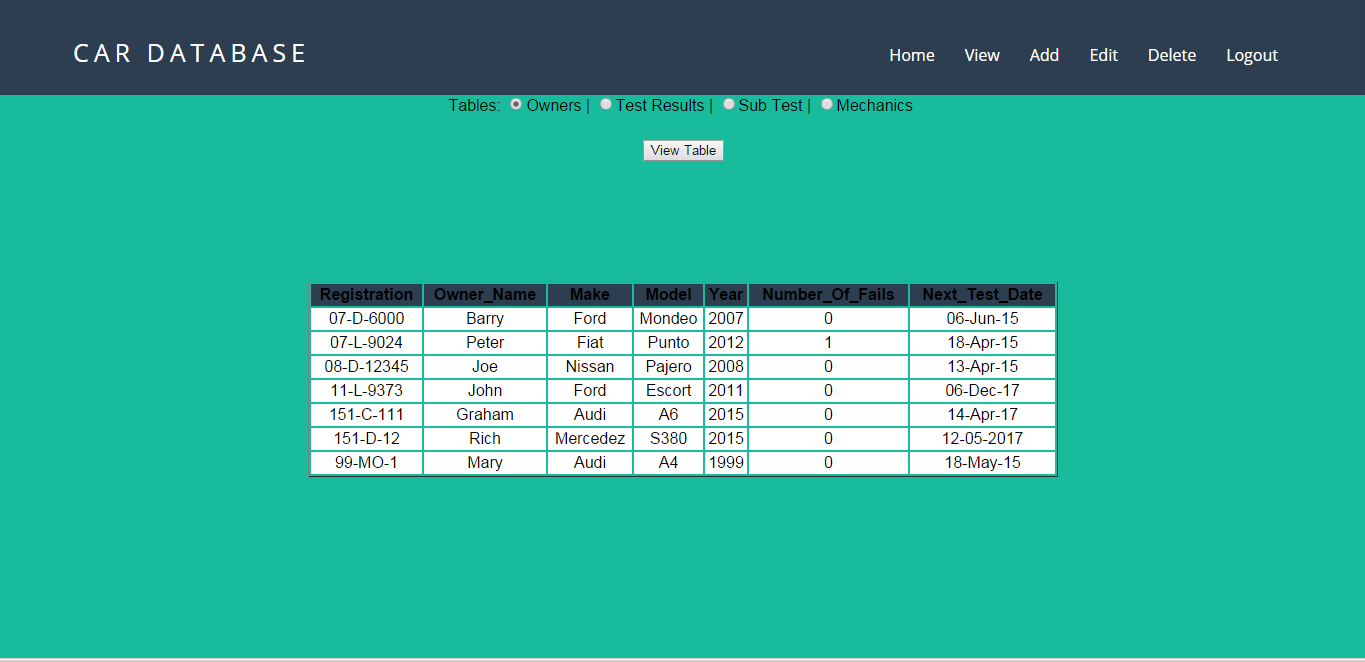 CAR DATABASE
Home View Add Edit Delete Logout
Tables: Owners | Test Results | Sub Test | Mechanics
View Table
Registration Owner_Name Make Model Year Number_Of_Fails Next_Test_Date
07-D-6000 Barry Ford Mondeo 2007 0 06-Jun-15
07-L-9024 Peter Fiat Punto 2012 1 18-Apr-15
08-D-12345 Joe Nissan Pajero 2008 0 13-Apr-15
11-L-9373 John Ford Escort 2011 0 06-Dec-17
151-C-111 Graham Audi A6 2015 0 14-Apr-17
151-D-12 Rich Mercedez S380 2015 0 12-05-2017
99-MO-1 Mary Audi A4 1999 0 18-May-15